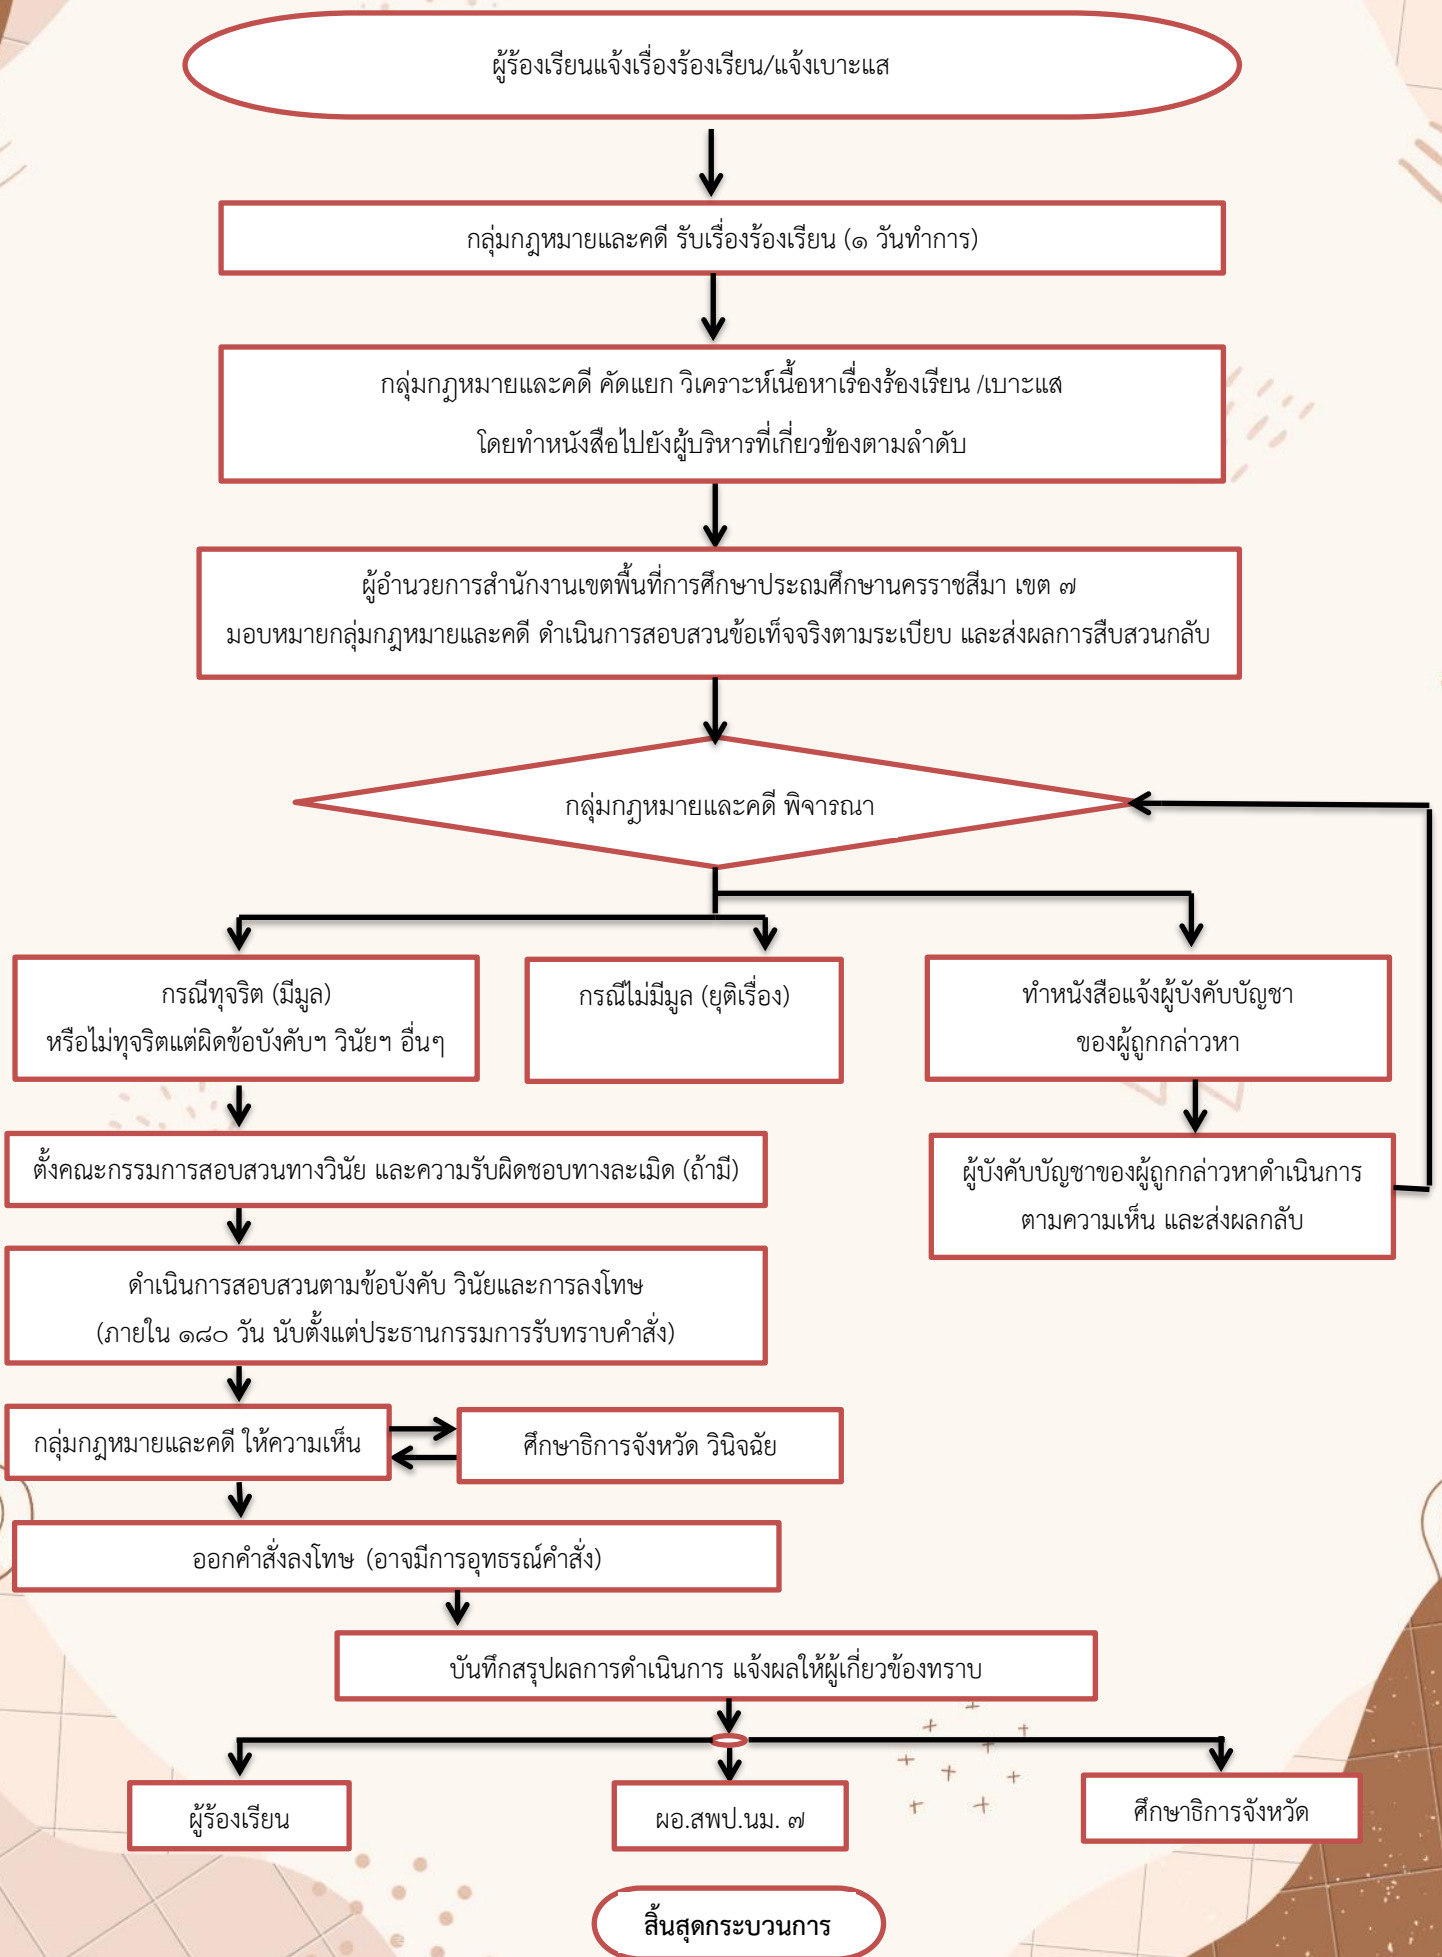 ผู้ร้องเรียนแจ้งเรื่องร้องเรียน/แจ้งเบาะแส
กลุ่มกฎหมายและคดี รับเรื่องร้องเรียน (๑ วันทำการ)
กลุ่มกฎหมายและคดี คัดแยก วิเคราะห์เนื้อหาเรื่องร้องเรียน /เบาะแส
โดยทำหนังสือไปยังผู้บริหารที่เกี่ยวข้องตามลำดับ
ผู้อำนวยการสำนักงานเขตพื้นที่การศึกษาประถมศึกษานครราชสีมา เขต ๗
มอบหมายกลุ่มกฎหมายและคดี ดำเนินการสอบสวนข้อเท็จจริงตามระเบียบ และส่งผลการสืบสวนกลับ
กลุ่มกฎหมายและคดี พิจารณา
กรณีทุจริต (มีมูล)
หรือไม่ทุจริตแต่ผิดข้อบังคับฯ วินัยฯ อื่นๆ
กรณีไม่มีมูล (ยุติเรื่อง)
ทำหนังสือแจ้งผู้บังคับบัญชา
ของผู้ถูกกล่าวหา
ตั้งคณะกรรมการสอบสวนทางวินัย และความรับผิดชอบทางละเมิด (ถ้ามี)
ผู้บังคับบัญชาของผู้ถูกกล่าวหาดำเนินการ
ตามความเห็น และส่งผลกลับ
ดำเนินการสอบสวนตามข้อบังคับ วินัยและการลงโทษ
(ภายใน ๑๘๐ วัน นับตั้งแต่ประธานกรรมการรับทราบคำสั่ง)
กลุ่มกฎหมายและคดี ให้ความเห็น
ศึกษาธิการจังหวัด วินิจฉัย
ออกคำสั่งลงโทษ (อาจมีการอุทธรณ์คำสั่ง)
บันทึกสรุปผลการดำเนินการ แจ้งผลให้ผู้เกี่ยวข้องทราบ
ผู้ร้องเรียน
ผอ.สพป.นม. ๗
ศึกษาธิการจังหวัด
สิ้นสุดกระบวนการ